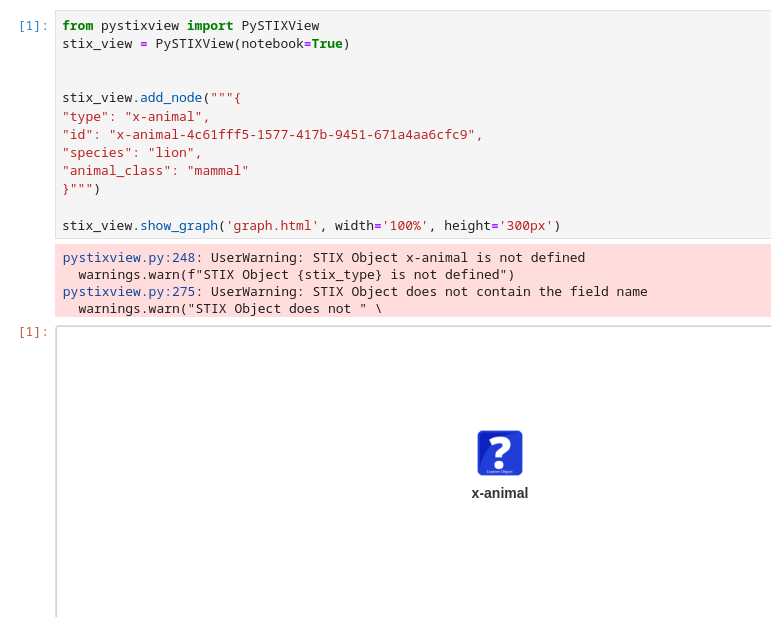 [1]: from pystixview import PySTIXView
stix_view = PySTIXView(notebook=True)
stix_view.add_node("""{
"type": "x-animal",
"id": "x-animal-4c61fff5-1577-417b-9451-671a4aa6cfc9",
"species": "lion",
"animal_class": "mammal"
}""")
stix_view.show_graph('graph.html', width='100%', height='300px')
pystixview.py:248: UserWarning: STIX Object x-animal is not defined
warnings.warn(f"STIX Object {stix_type} is not defined")
pystixview.py:275: UserWarning: STIX Object does not contain the field name
warnings.warn("STIX Object does not " \
[1]:
?
Custom Object
x-animal